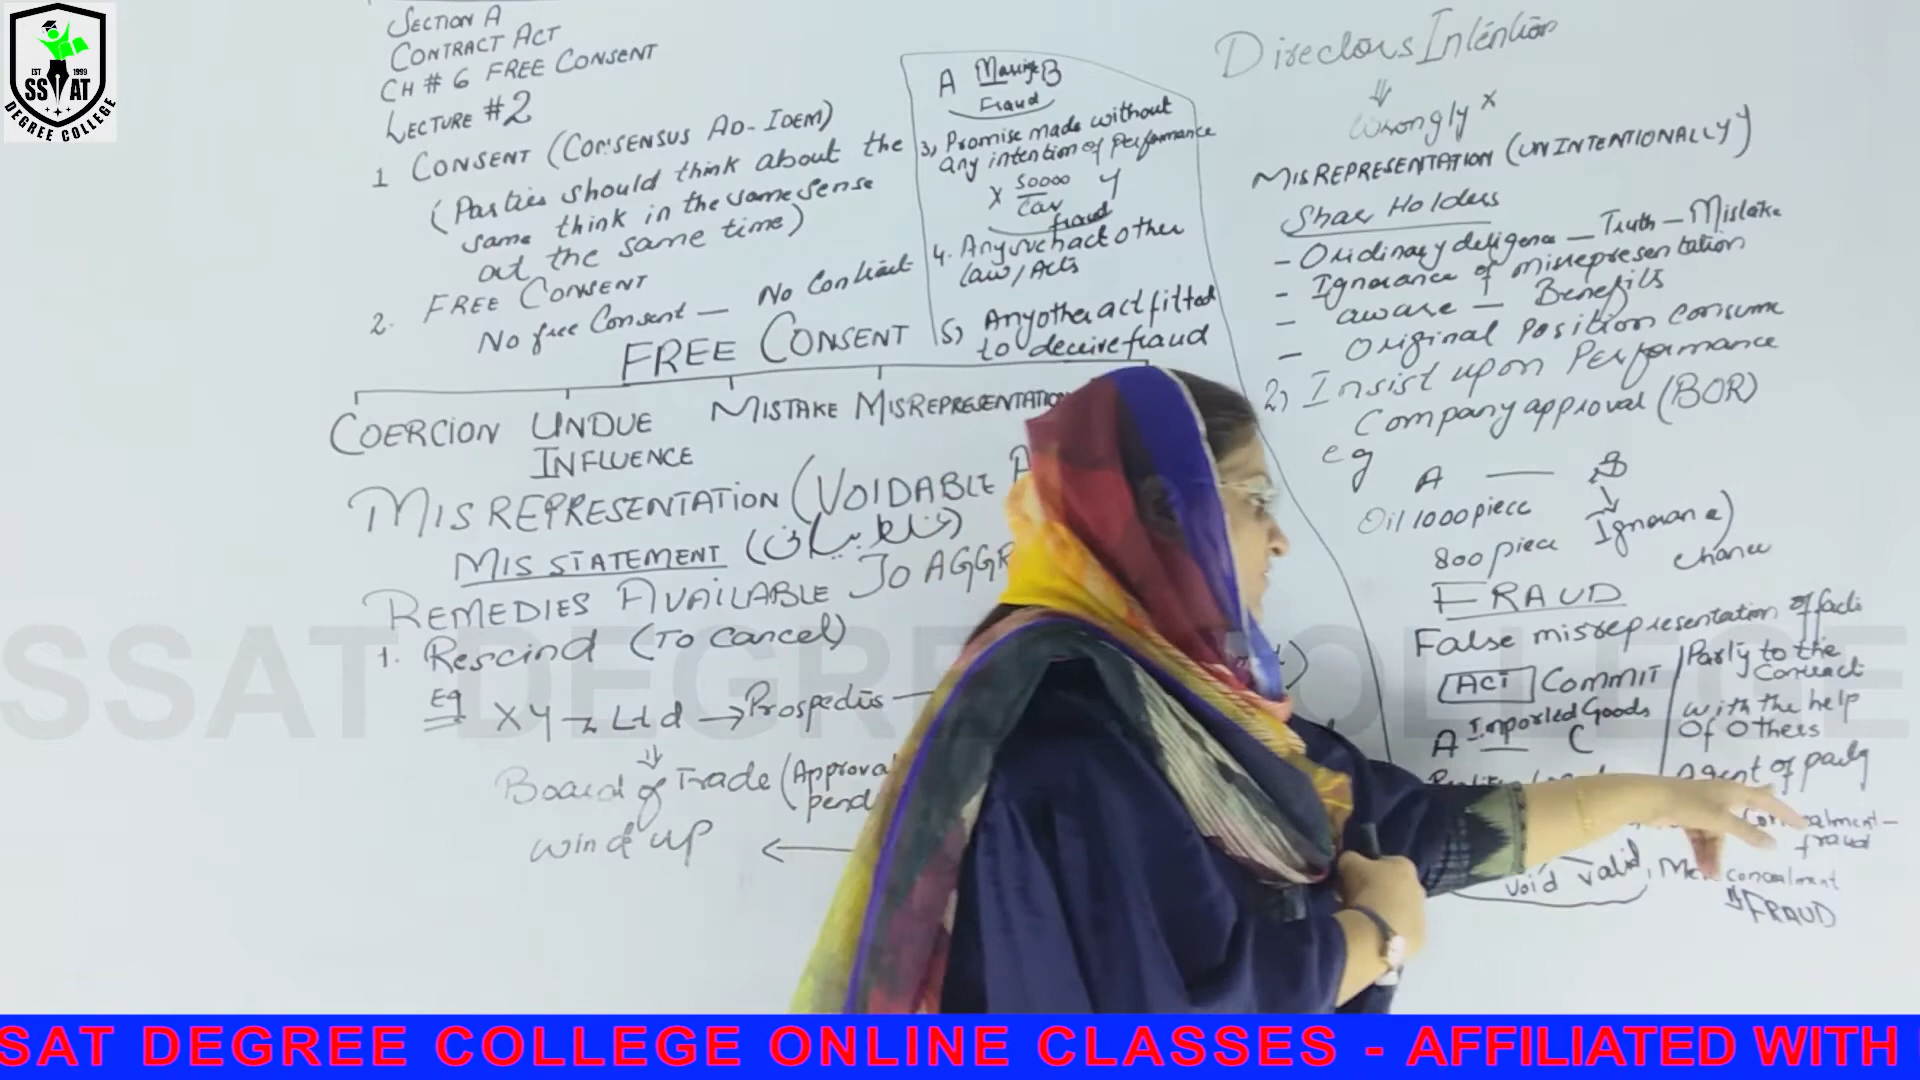 EST 1999
SSAT
DEGREE COLLEGE
SECTION A
CONTRACT ACT
CH # 6 FREE CONSENT
LECTURE #2
1 CONSENT (CONSENSUS AD-IDEM)
(Parties should think about the
same think in the same sense
at the same time)
2. FREE CONSENT
No free Consent — No Contract
FREE CONSENT
COERCION UNDUE INFLUENCE MISTAKE MISREPRESENTATION
MISREPRESENTATION (VOIDABLE
MIS STATEMENT (غلط بیانی)
REMEDIES AVAILABLE TO AGGR
1. Rescind (To Cancel)
Eg XY - Ltd → Prospectus —
Board of Trade (Approval
pend
wind up
A Marriage B
Fraud
3, Promise made without
any intention of performance
X 50000 Y
Car
fraud
4. Any such act other
law/Acts
5) Any other act fitted
to deceive fraud
Directors Intention
Wrongly x
MISREPRESENTATION (UNINTENTIONALLY)
Share Holders
- Oridinary deligence — Truth — Mistake
- Ignorance of misrepresentation
- aware — Benefits
- Original position consume
2) Insist upon Performance
Company approval (BOR)
eg
A — B
Oil 1000 piece
800 piece Ignorance)
chance
FRAUD
False misrepresentation of facts
ACT COMMIT
A Imported Goods C
Party to the
Contract
with the help
Of Others
Agent of party
fraud
void valid,
concealment
FRAUD
SSAT DEGREE COLLEGE
SAT DEGREE COLLEGE ONLINE CLASSES - AFFILIATED WITH